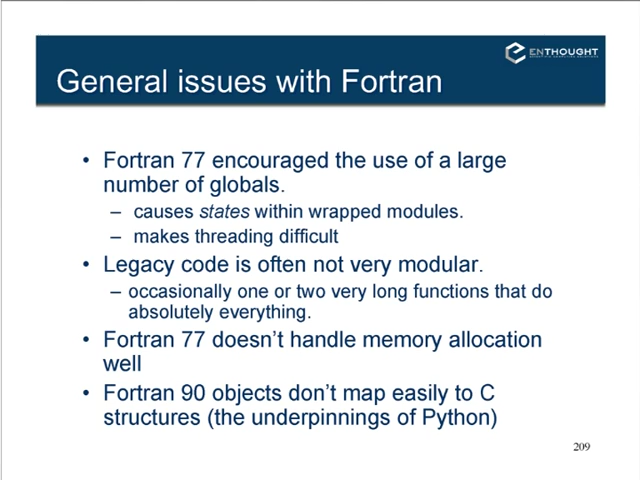 ENTHOUGHT
SCIENTIFIC COMPUTING SOLUTIONS
General issues with Fortran
• Fortran 77 encouraged the use of a large
number of globals.
– causes states within wrapped modules.
– makes threading difficult
• Legacy code is often not very modular.
– occasionally one or two very long functions that do
absolutely everything.
• Fortran 77 doesn’t handle memory allocation
well
• Fortran 90 objects don’t map easily to C
structures (the underpinnings of Python)
209